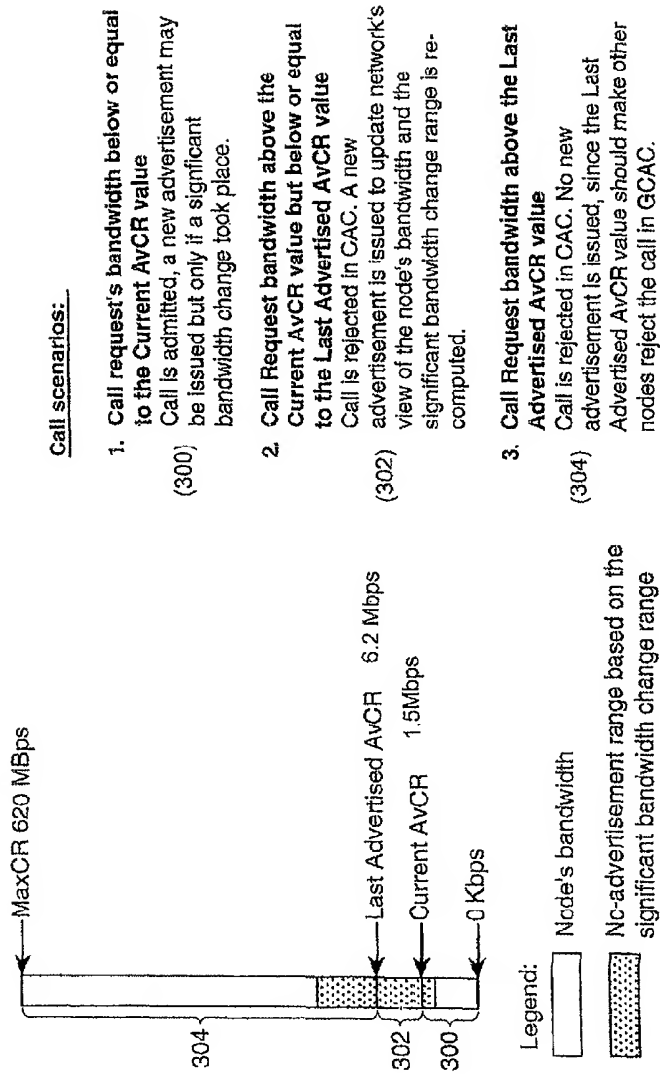 MaxCR 620 MBps
304
Last Advertised AvCR 6.2 Mbps
302
Current AvCR 1.5Mbps
300
0 Kbps
Legend:
Node's bandwidth
No-advertisement range based on the
significant bandwidth change range
Call scenarios:
1. Call request's bandwidth below or equal
to the Current AvCR value
Call is admitted, a new advertisement may
(300) be issued but only if a signficant
bandwidth change took place.
2. Call Request bandwidth above the
Current AvCR value but below or equal
to the Last Advertised AvCR value
Call is rejected in CAC. A new
(302) advertisement is issued to update network's
view of the node's bandwidth and the
significant bandwidth change range is re-
computed.
3. Call Request bandwidth above the Last
Advertised AvCR value
Call is rejected in CAC. No new
(304) advertisement is issued, since the Last
Advertised AvCR value should make other
nodes reject the call in GCAC.